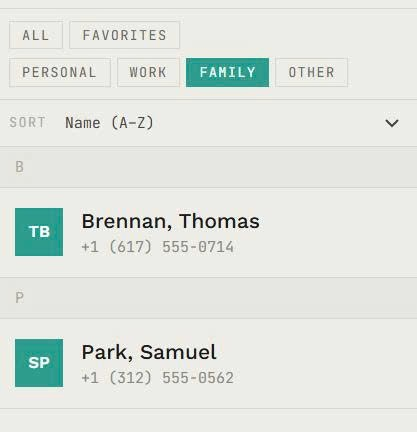 ALL FAVORITES
PERSONAL WORK FAMILY OTHER
SORT Name (A–Z)
B
TB Brennan, Thomas
+1 (617) 555-0714
P
SP Park, Samuel
+1 (312) 555-0562